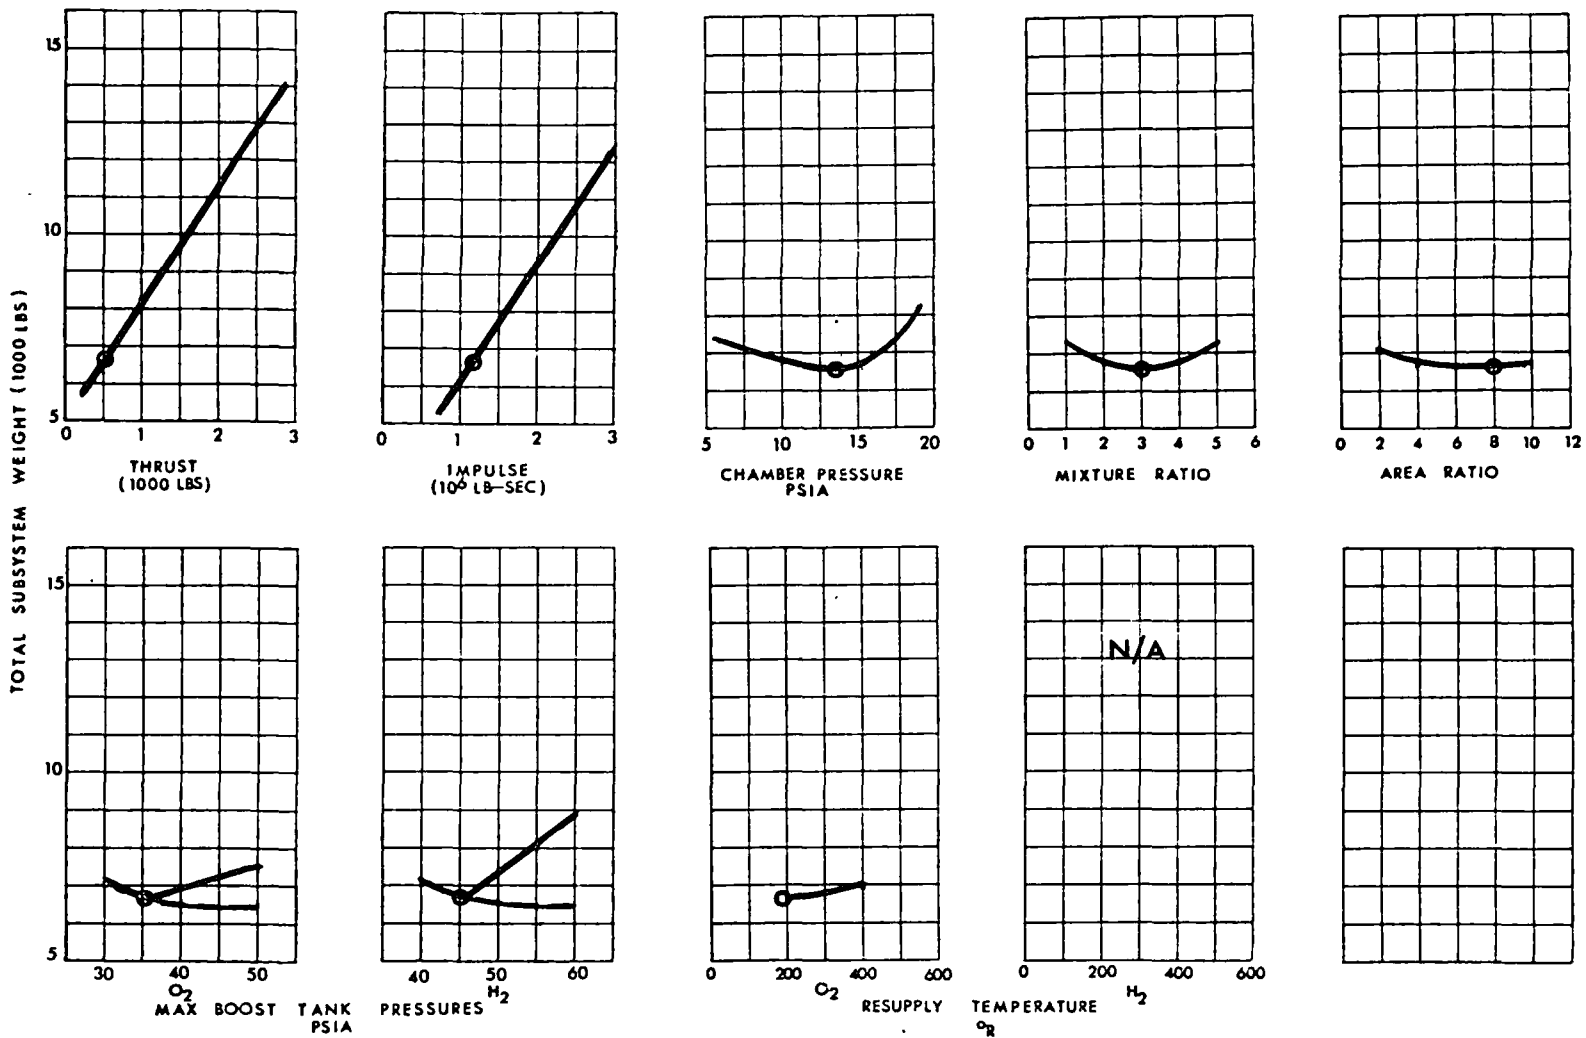 TOTAL SUBSYSTEM WEIGHT (1000 LBS)
15
10
5
0 1 2 3
THRUST
(1000 LBS)
0 1 2 3
IMPULSE
(10⁶ LB-SEC)
5 10 15 20
CHAMBER PRESSURE
PSIA
0 1 2 3 4 5 6
MIXTURE RATIO
0 2 4 6 8 10 12
AREA RATIO
15
10
5
30 40 50
O₂
40 50 60
H₂
MAX BOOST TANK PRESSURES
PSIA
0 200 400 600
O₂
N/A
0 200 400 600
H₂
RESUPPLY TEMPERATURE
°R